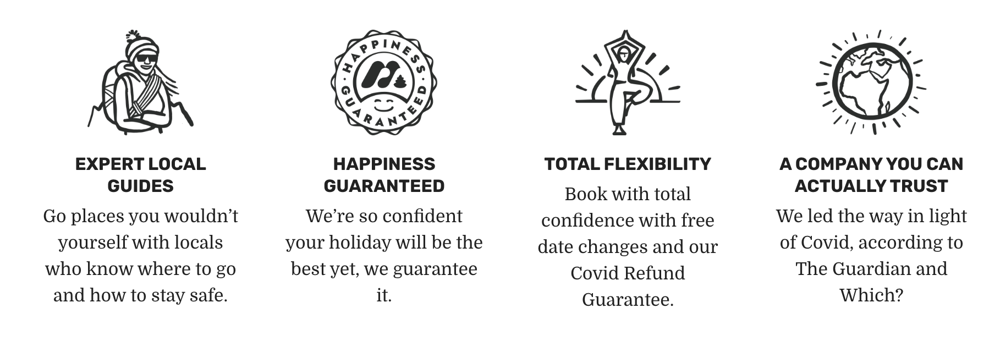 HAPPINESS
GUARANTEED
EXPERT LOCAL
GUIDES
Go places you wouldn’t
yourself with locals
who know where to go
and how to stay safe.
HAPPINESS
GUARANTEED
We’re so confident
your holiday will be the
best yet, we guarantee
it.
TOTAL FLEXIBILITY
Book with total
confidence with free
date changes and our
Covid Refund
Guarantee.
A COMPANY YOU CAN
ACTUALLY TRUST
We led the way in light
of Covid, according to
The Guardian and
Which?